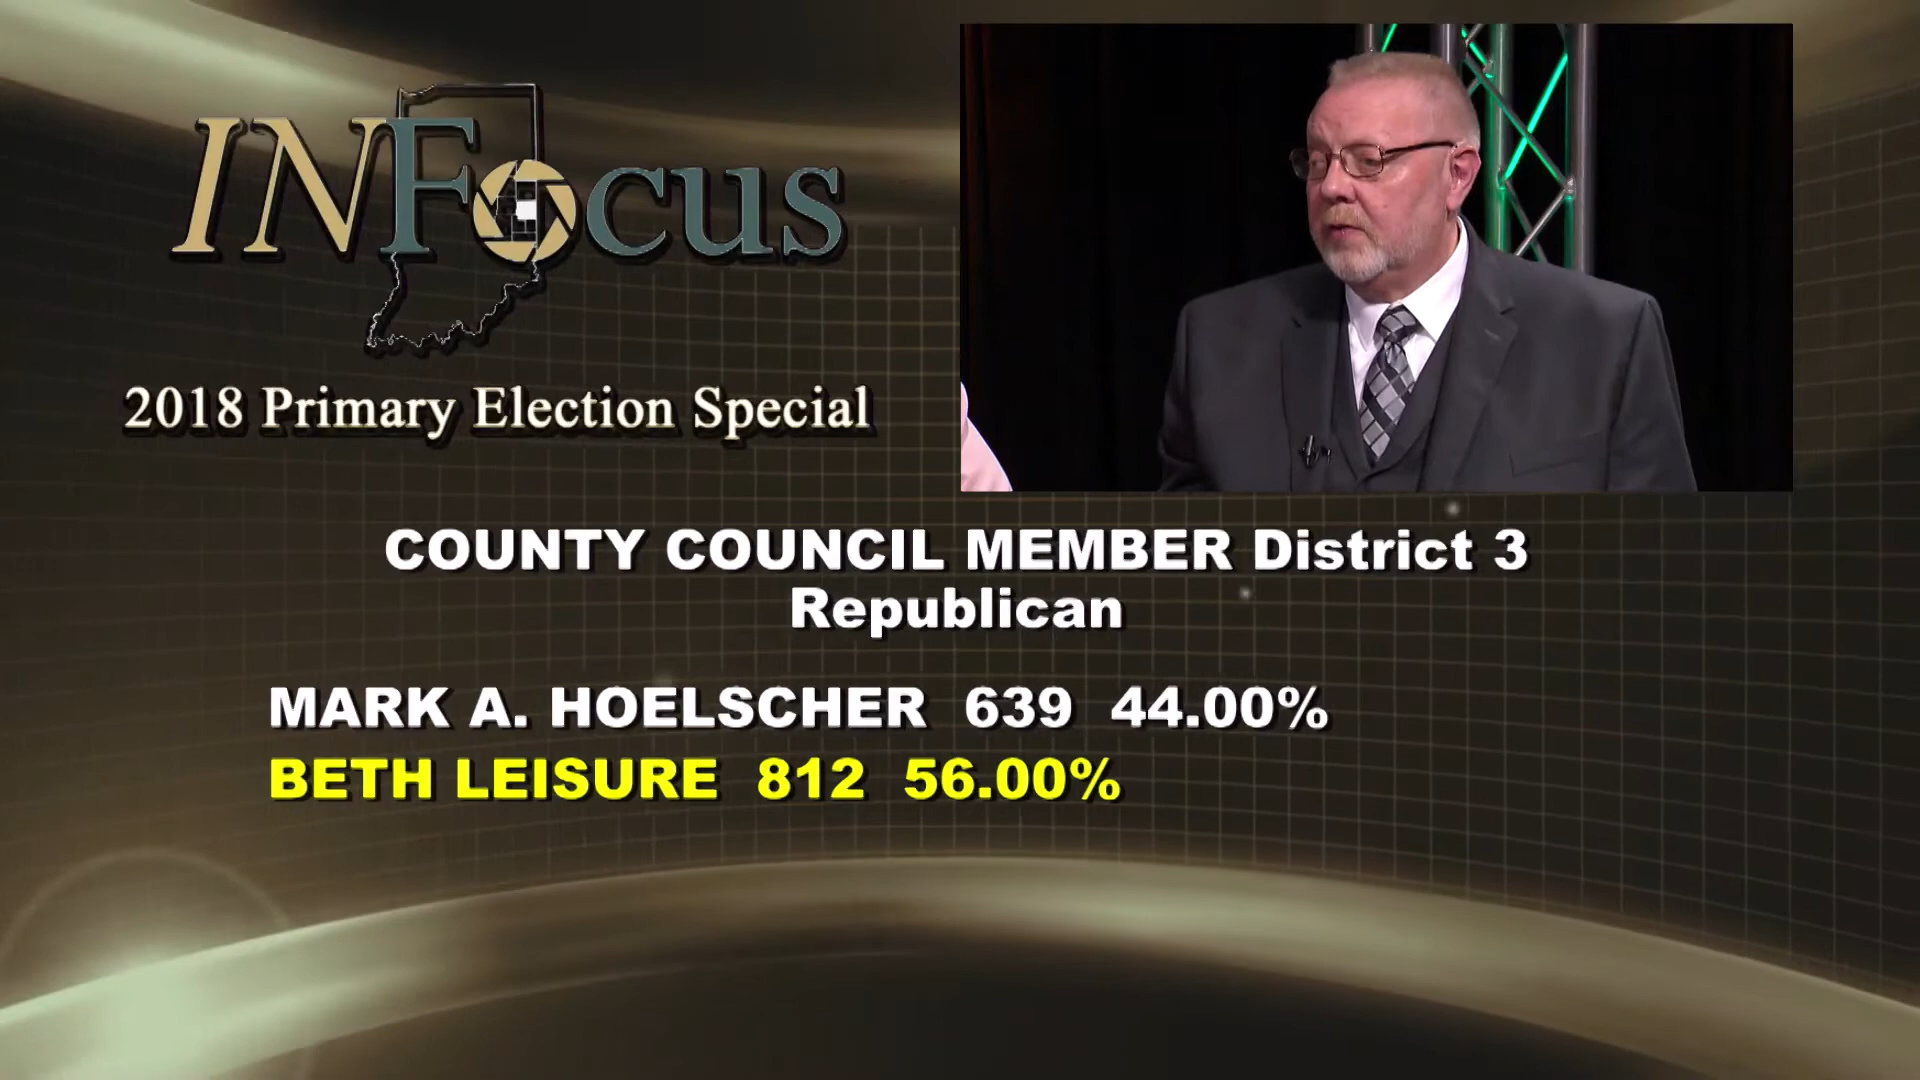 INFocus
2018 Primary Election Special
COUNTY COUNCIL MEMBER District 3
Republican
MARK A. HOELSCHER 639 44.00%
BETH LEISURE 812 56.00%